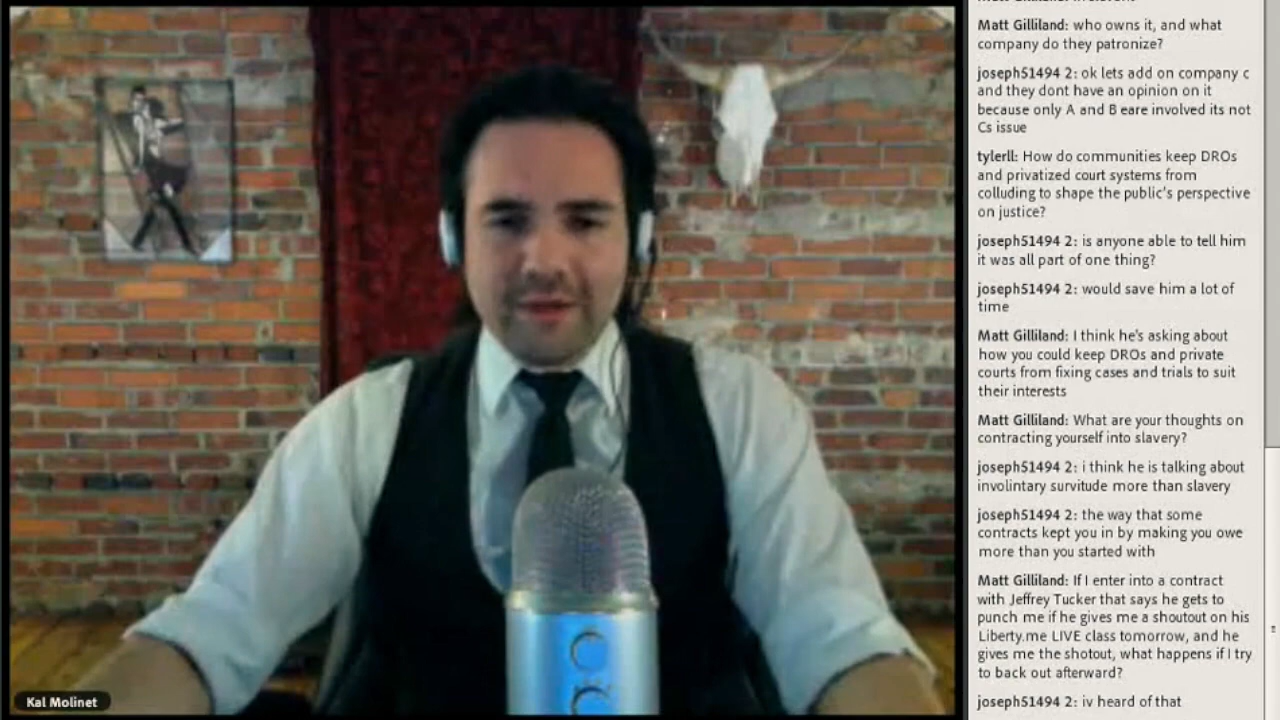 Matt Gilliland: who owns it, and what
company do they patronize?
joseph51494 2: ok lets add on company c
and they dont have an opinion on it
because only A and B eare involved its not
Cs issue
tylerll: How do communities keep DROs
and privatized court systems from
colluding to shape the public's perspective
on justice?
joseph51494 2: is anyone able to tell him
it was all part of one thing?
joseph51494 2: would save him a lot of
time
Matt Gilliland: I think he's asking about
how you could keep DROs and private
courts from fixing cases and trials to suit
their interests
Matt Gilliland: What are your thoughts on
contracting yourself into slavery?
joseph51494 2: i think he is talking about
involintary survitude more than slavery
joseph51494 2: the way that some
contracts kept you in by making you owe
more than you started with
Matt Gilliland: If I enter into a contract
with Jeffrey Tucker that says he gets to
punch me if he gives me a shoutout on his
Liberty.me LIVE class tomorrow, and he
gives me the shotout, what happens if I try
to back out afterward?
joseph51494 2: iv heard of that
Kal Molinet